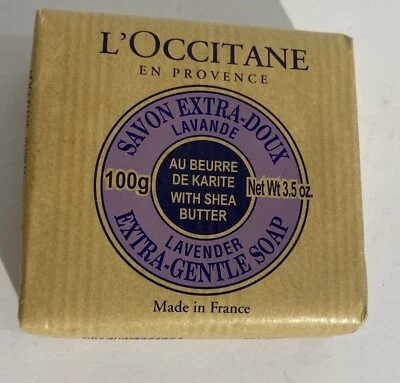 L'OCCITANE
EN PROVENCE
SAVON EXTRA-DOUX
LAVANDE
100g
AU BEURRE
DE KARITE
WITH SHEA
BUTTER
Net Wt 3.5 oz.
LAVENDER
EXTRA-GENTLE SOAP
Made in France